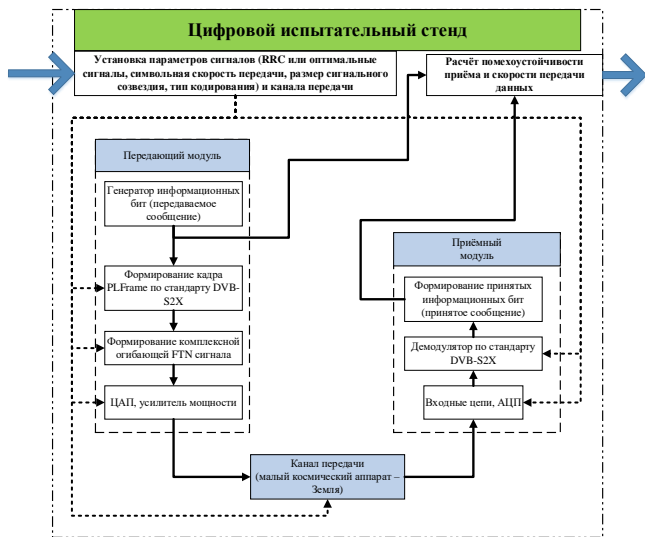 Цифровой испытательный стенд
Установка параметров сигналов (RRC или оптимальные
сигналы, символьная скорость передачи, размер сигнального
созвездия, тип кодирования) и канала передачи
Расчёт помехоустойчивости
приёма и скорости передачи
данных
Передающий модуль
Генератор информационных
бит (передаваемое
сообщение)
Формирование кадра
PLFrame по стандарту DVB-
S2X
Формирование комплексной
огибающей FTN сигнала
ЦАП, усилитель мощности
Приёмный
модуль
Формирование принятых
информационных бит
(принятое сообщение)
Демодулятор по стандарту
DVB-S2X
Входные цепи, АЦП
Канал передачи
(малый космический аппарат –
Земля)